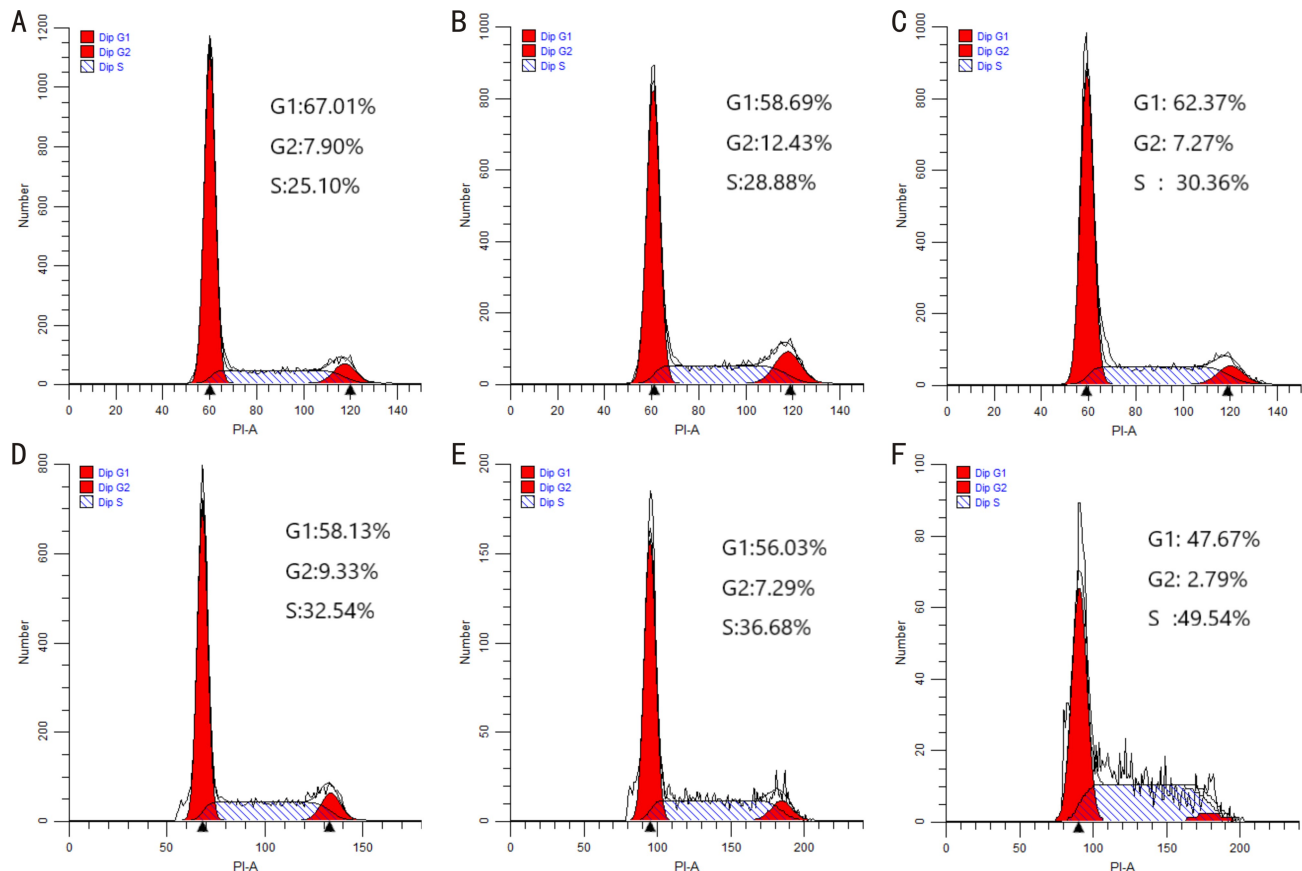 A
1200
1000
800
600
400
200
0
Number
Dip G1
Dip G2
Dip S
G1:67.01%
G2:7.90%
S:25.10%
0 20 40 60 80 100 120 140
PI-A
B
1000
800
600
400
200
0
Number
Dip G1
Dip G2
Dip S
G1:58.69%
G2:12.43%
S:28.88%
0 20 40 60 80 100 120 140
PI-A
C
1000
800
600
400
200
0
Number
Dip G1
Dip G2
Dip S
G1: 62.37%
G2: 7.27%
S : 30.36%
0 20 40 60 80 100 120 140
PI-A
D
800
600
400
200
0
Number
Dip G1
Dip G2
Dip S
G1:58.13%
G2:9.33%
S:32.54%
0 50 100 150
PI-A
E
200
150
100
50
0
Number
Dip G1
Dip G2
Dip S
G1:56.03%
G2:7.29%
S:36.68%
0 50 100 150 200
PI-A
F
100
80
60
40
20
0
Number
Dip G1
Dip G2
Dip S
G1: 47.67%
G2: 2.79%
S :49.54%
0 50 100 150 200
PI-A